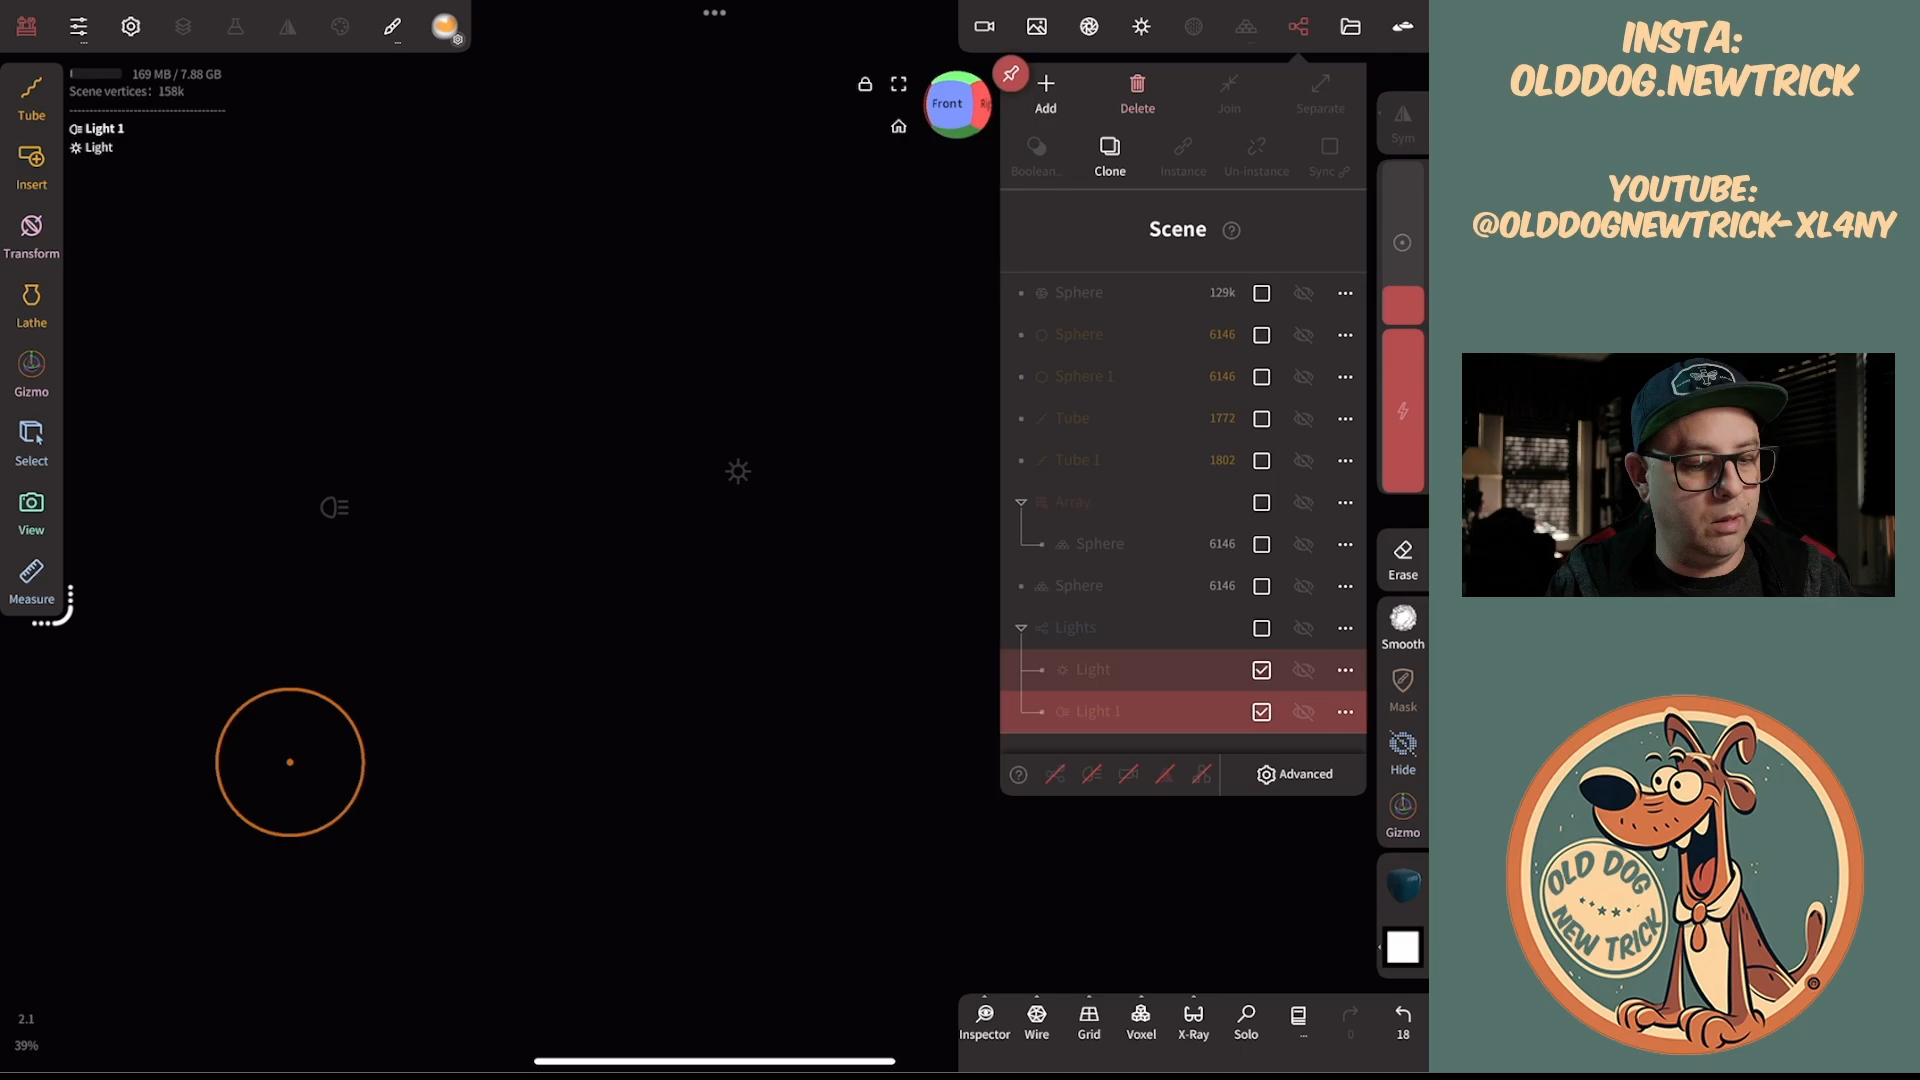 169 MB / 7.88 GB
Scene vertices: 158k
Light 1
Light
Tube
Insert
Transform
Lathe
Gizmo
Select
View
Measure
2.1
39%
Front
Add
Delete
Join
Separate
Boolean..
Clone
Instance
Un-instance
Sync
Scene
Sphere 129k
Sphere 6146
Sphere 1 6146
Tube 1772
Tube 1 1802
Array
Sphere 6146
Sphere 6146
Lights
Light
Light 1
Advanced
Sym
Erase
Smooth
Mask
Hide
Gizmo
Inspector
Wire
Grid
Voxel
X-Ray
Solo
...
0
18
INSTA:
OLDDOG.NEWTRICK
YOUTUBE:
@OLDDOGNEWTRICK-XL4NY
OLD DOG
NEW TRICK